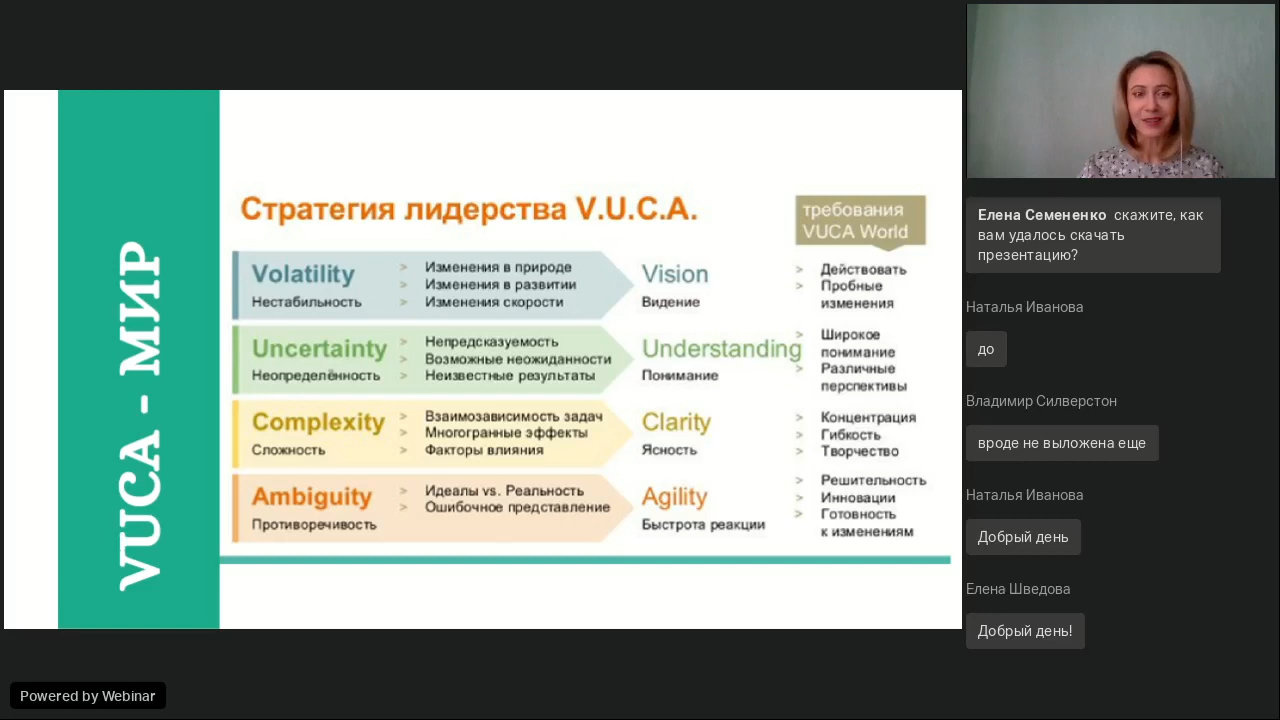 VUCA - МИР
Стратегия лидерства V.U.C.A.
требования
VUCA World
Volatility
Нестабильность
> Изменения в природе
> Изменения в развитии
> Изменения скорости
Vision
Видение
> Действовать
> Пробные
изменения
Uncertainty
Неопределённость
> Непредсказуемость
> Возможные неожиданности
> Неизвестные результаты
Understanding
Понимание
> Широкое
понимание
> Различные
перспективы
Complexity
Сложность
> Взаимозависимость задач
> Многогранные эффекты
> Факторы влияния
Clarity
Ясность
> Концентрация
> Гибкость
> Творчество
Ambiguity
Противоречивость
> Идеалы vs. Реальность
> Ошибочное представление
Agility
Быстрота реакции
> Решительность
> Инновации
> Готовность
к изменениям
Елена Семененко скажите, как
вам удалось скачать
презентацию?
Наталья Иванова
до
Владимир Силверстон
вроде не выложена еще
Наталья Иванова
Добрый день
Елена Шведова
Добрый день!
Powered by Webinar